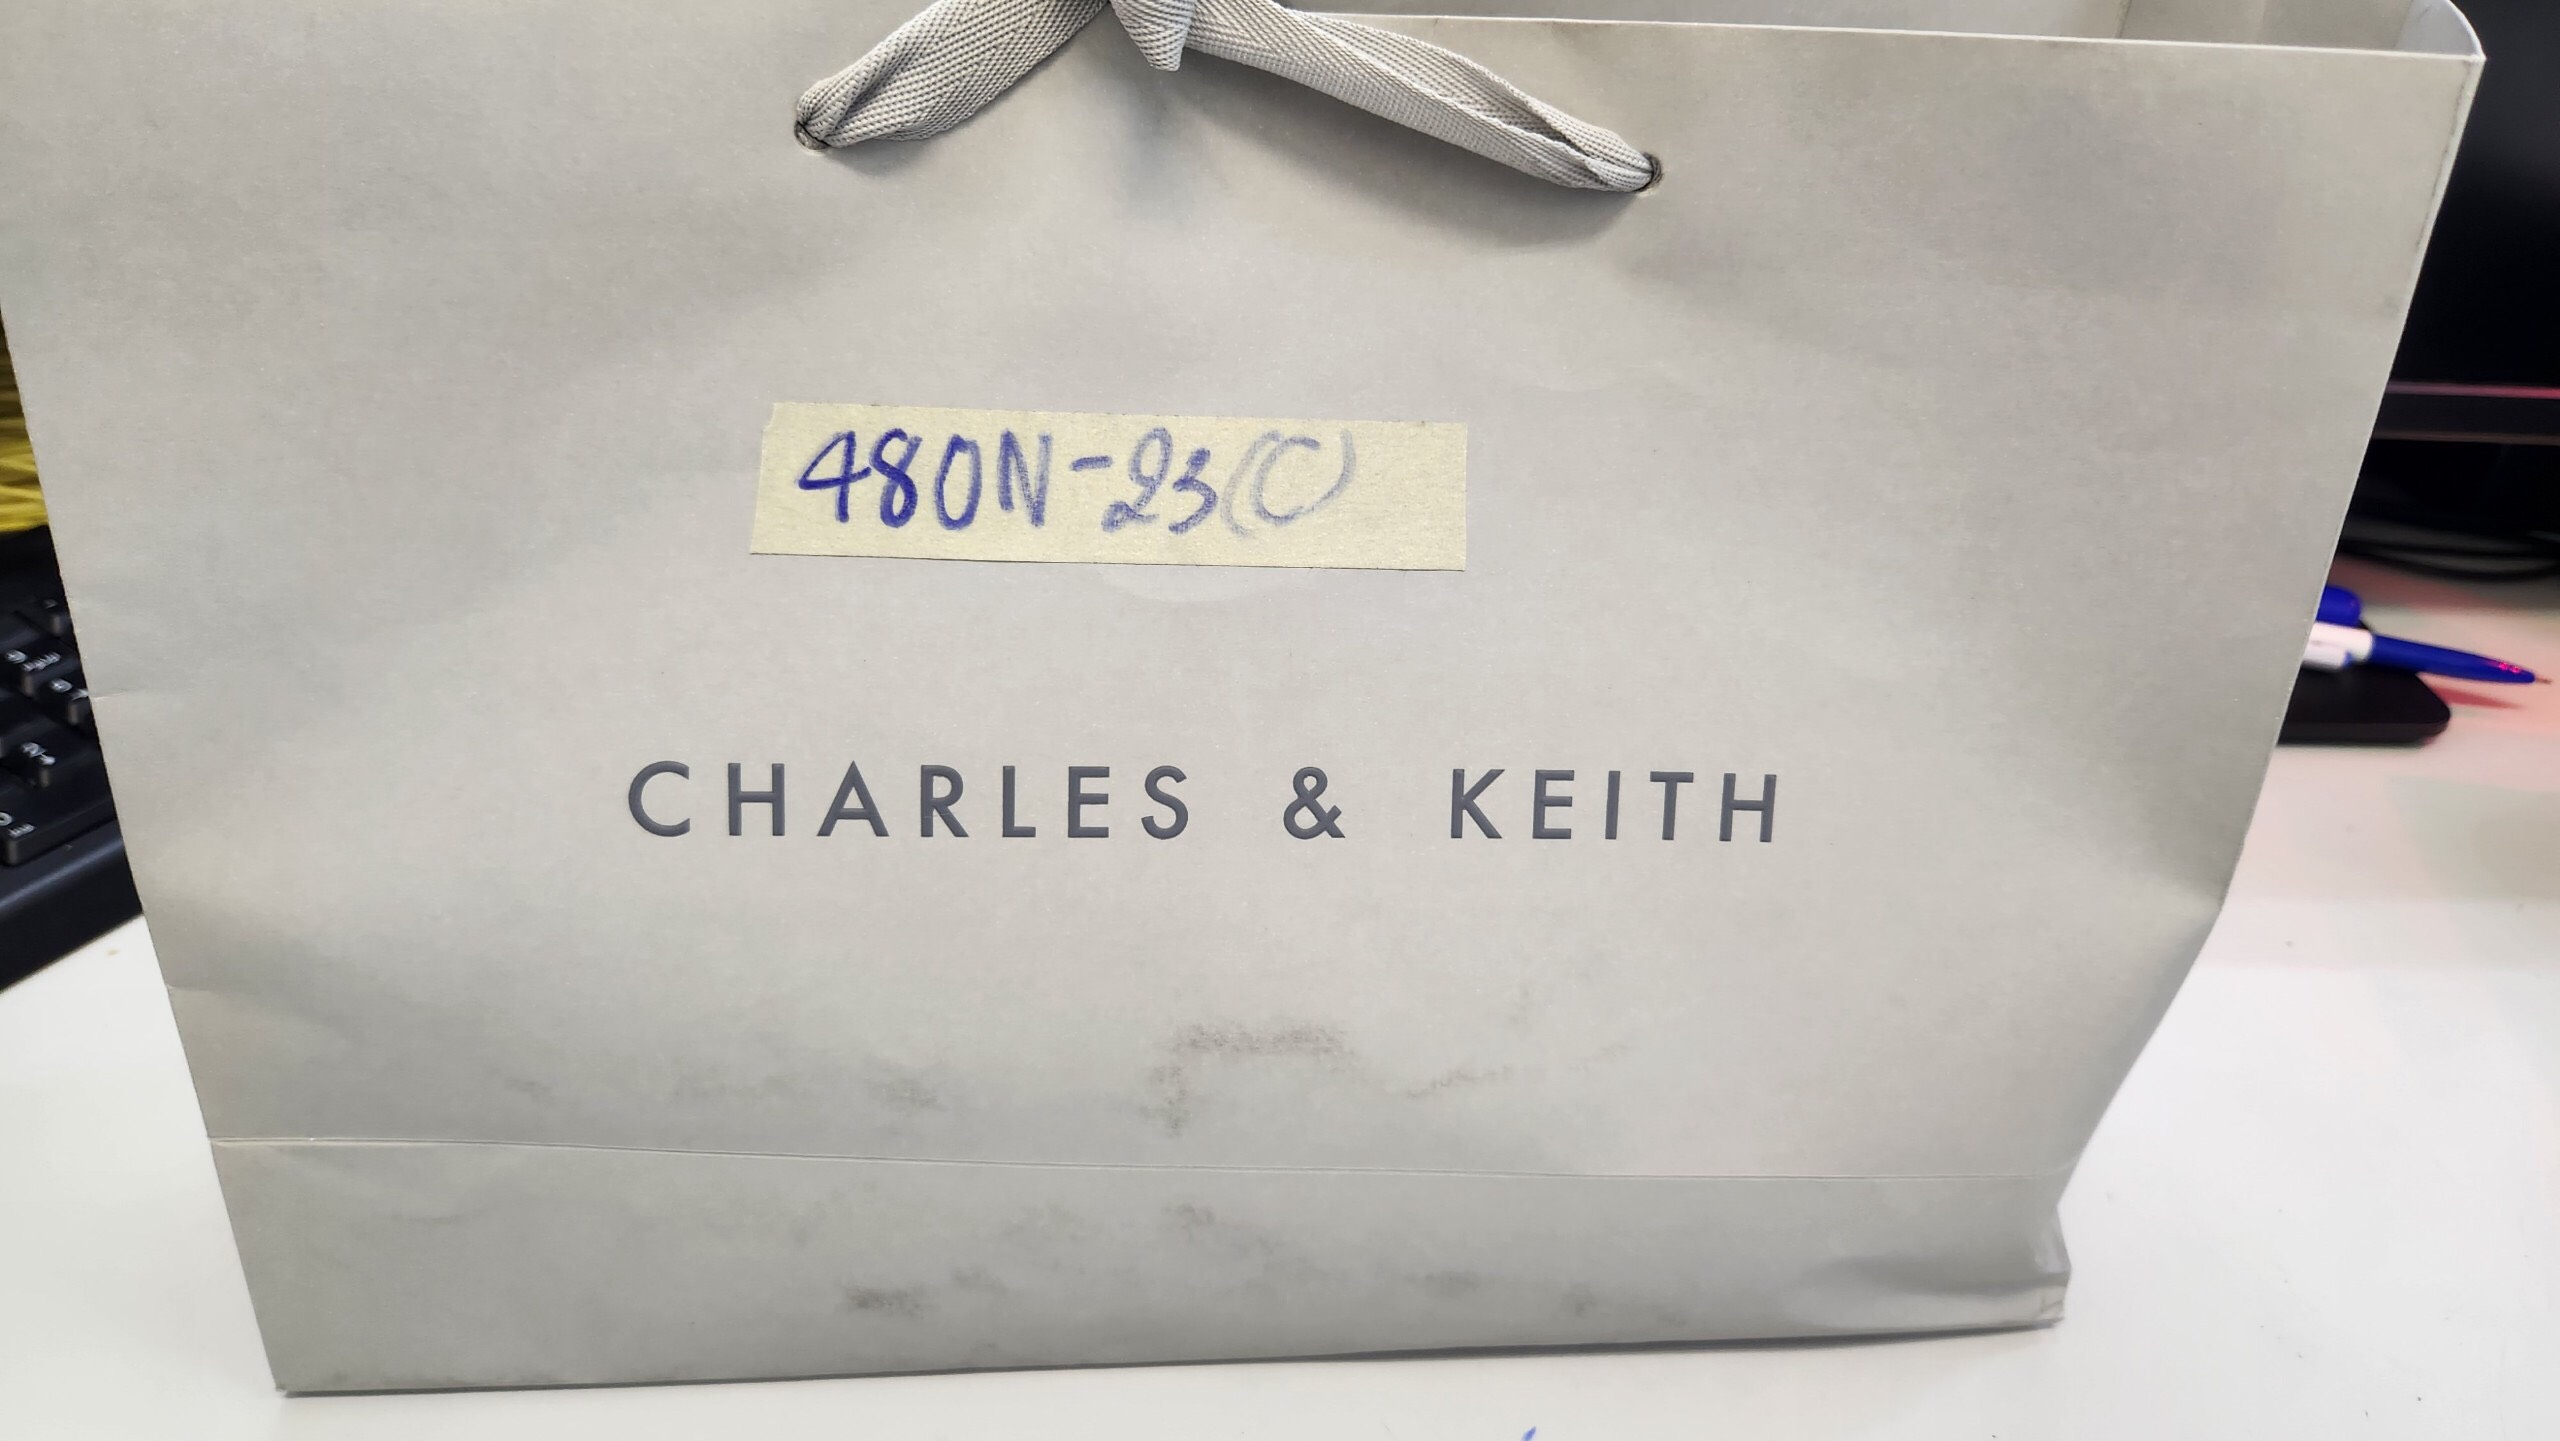 480N-23(C)
CHARLES & KEITH